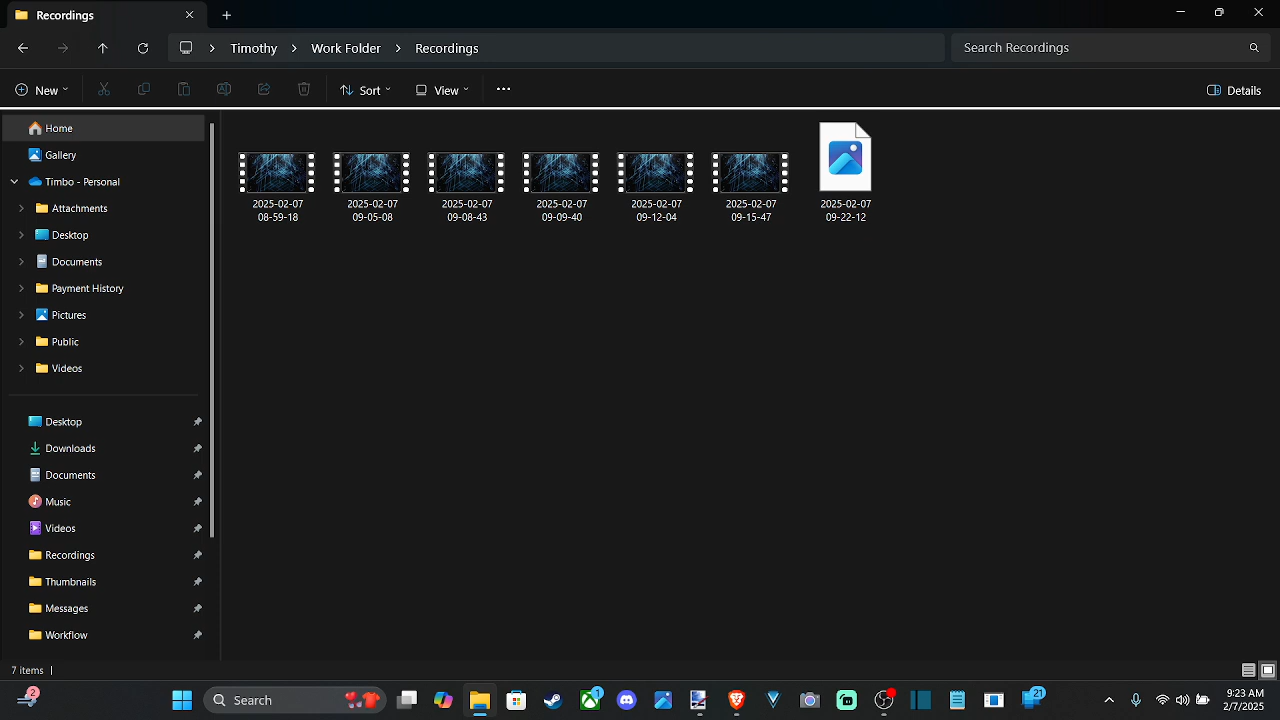 Recordings
Timothy > Work Folder > Recordings
Search Recordings
New
Sort
View
Details
Home
Gallery
Timbo - Personal
Attachments
Desktop
Documents
Payment History
Pictures
Public
Videos
Desktop
Downloads
Documents
Music
Videos
Recordings
Thumbnails
Messages
Workflow
2025-02-07
08-59-18
2025-02-07
09-05-08
2025-02-07
09-08-43
2025-02-07
09-09-40
2025-02-07
09-12-04
2025-02-07
09-15-47
2025-02-07
09-22-12
7 items
2
Search
1
21
9:23 AM
2/7/2025